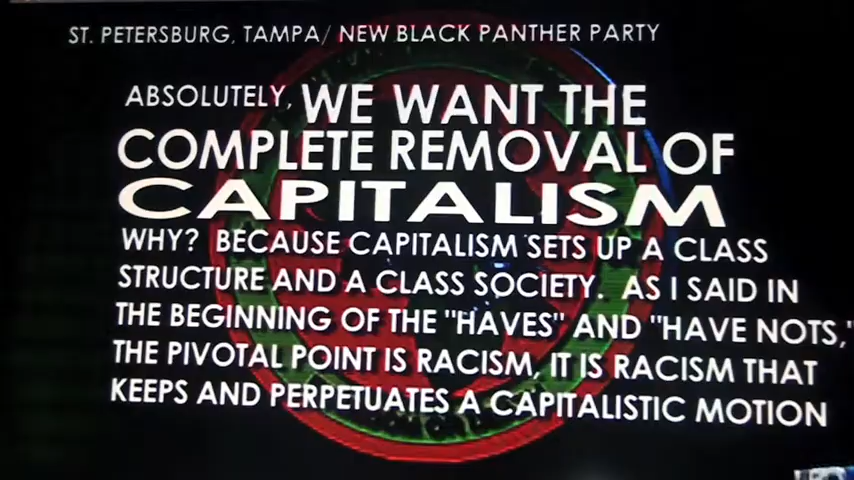 ST. PETERSBURG, TAMPA/ NEW BLACK PANTHER PARTY
ABSOLUTELY, WE WANT THE
COMPLETE REMOVAL OF
CAPITALISM
WHY? BECAUSE CAPITALISM SETS UP A CLASS
STRUCTURE AND A CLASS SOCIETY. AS I SAID IN
THE BEGINNING OF THE "HAVES" AND "HAVE NOTS,"
THE PIVOTAL POINT IS RACISM, IT IS RACISM THAT
KEEPS AND PERPETUATES A CAPITALISTIC MOTION